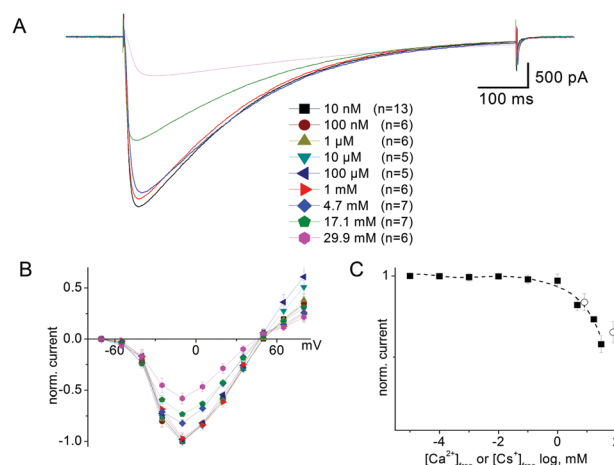 A
500 pA
100 ms
10 nM (n=13)
100 nM (n=6)
1 µM (n=6)
10 µM (n=5)
100 µM (n=5)
1 mM (n=6)
4.7 mM (n=7)
17.1 mM (n=7)
29.9 mM (n=6)
B
norm. current
0.5
0.0
-0.5
-1.0
-60
0
60
mV
C
norm. current
1
-4
-2
0
2
[Ca2+]free or [Cs+]free log, mM